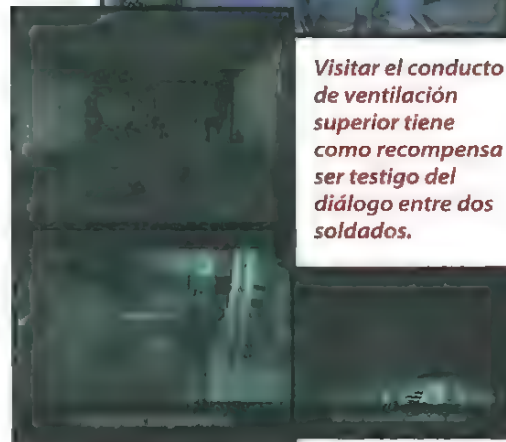 Visitar el conducto
de ventilación
superior tiene
como recompensa
ser testigo del
diálogo entre dos
soldados.